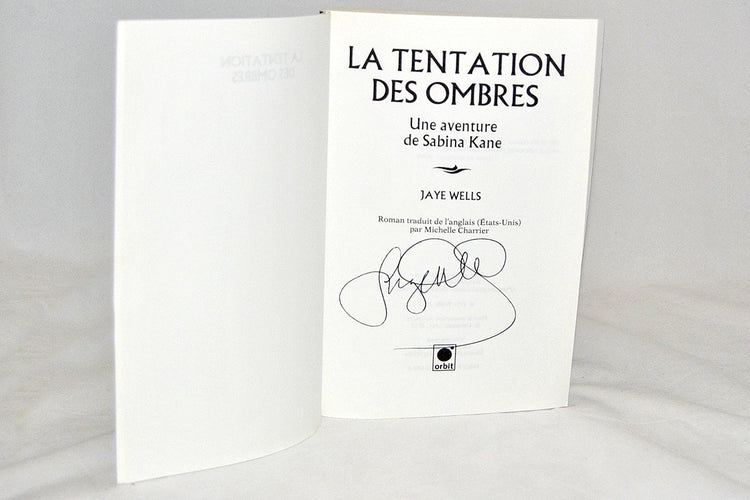 LA TENTATION
DES OMBRES
Une aventure
de Sabina Kane
JAYE WELLS
Roman traduit de l'anglais (États-Unis)
par Michelle Charrier
orbit